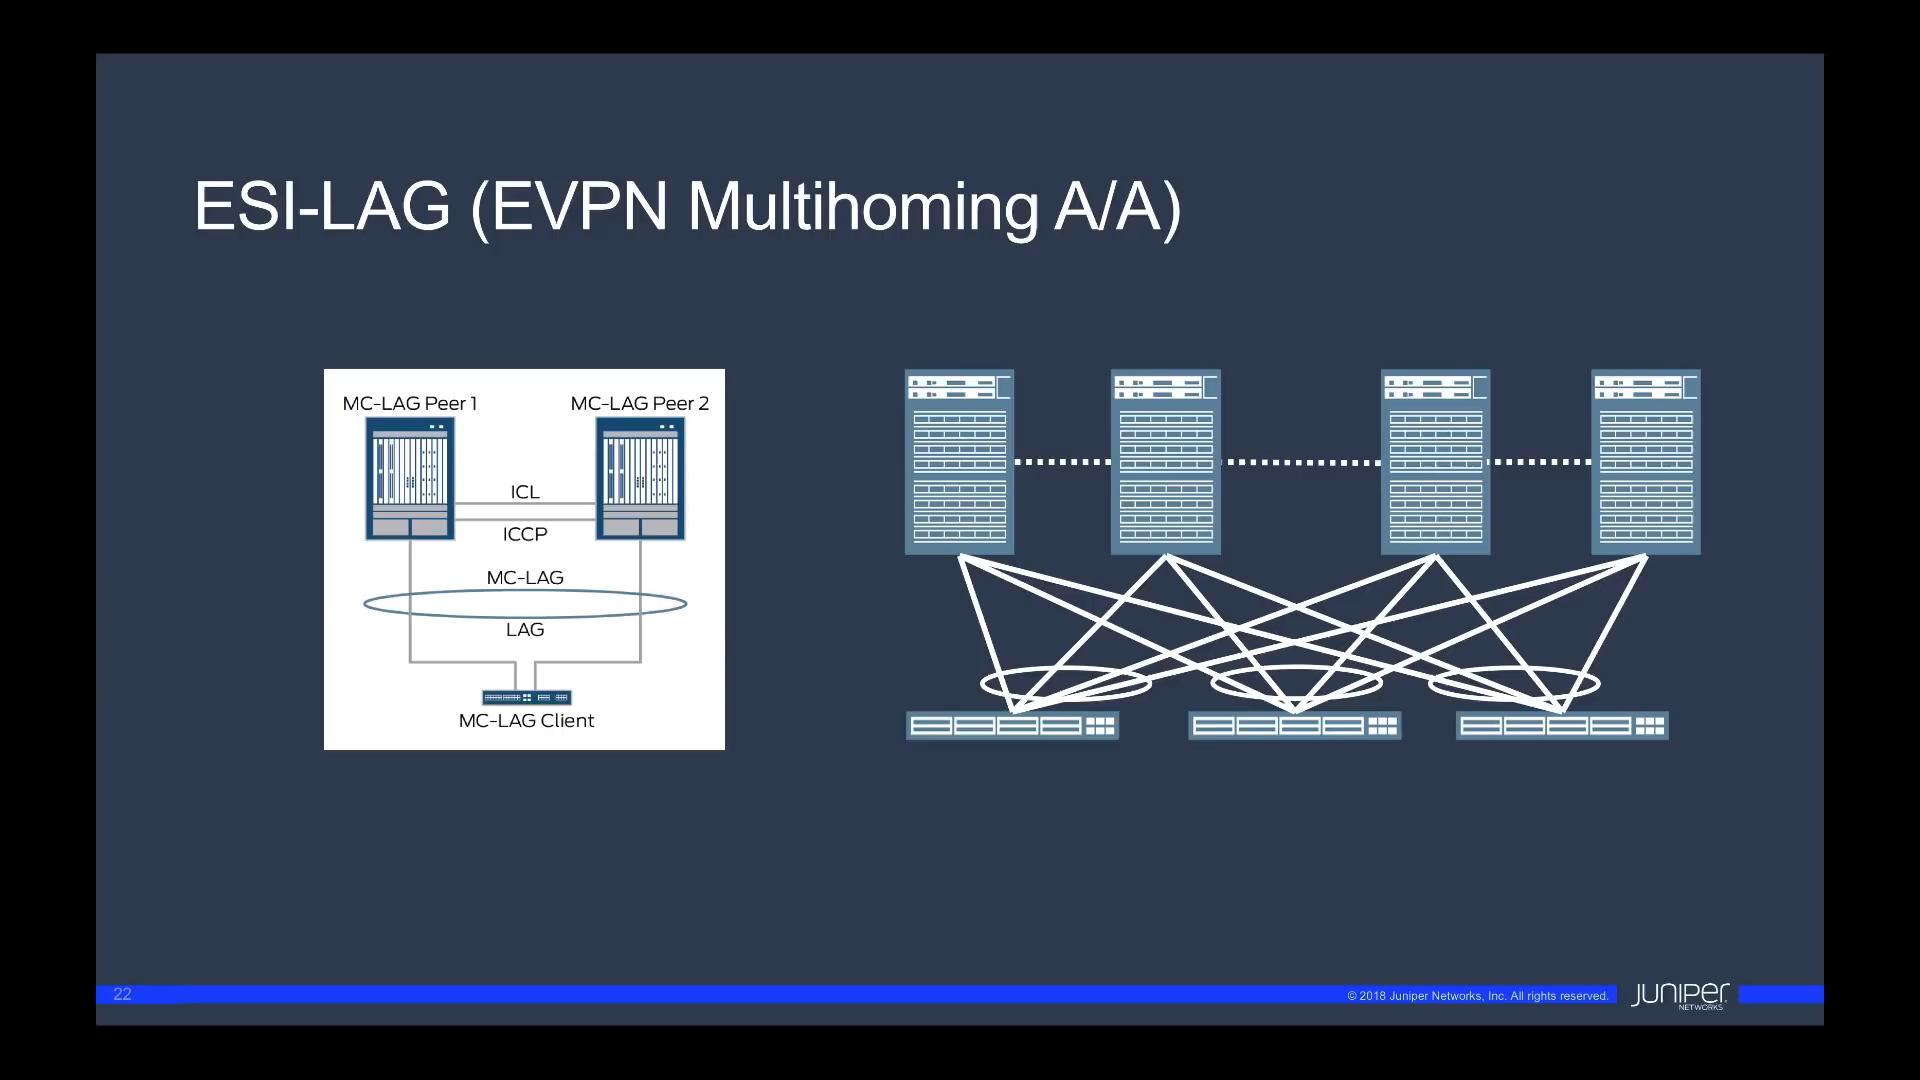 ESI-LAG (EVPN Multihoming A/A)
MC-LAG Peer 1
MC-LAG Peer 2
ICL
ICCP
MC-LAG
LAG
MC-LAG Client
22
© 2018 Juniper Networks, Inc. All rights reserved.
JUNIPER
NETWORKS